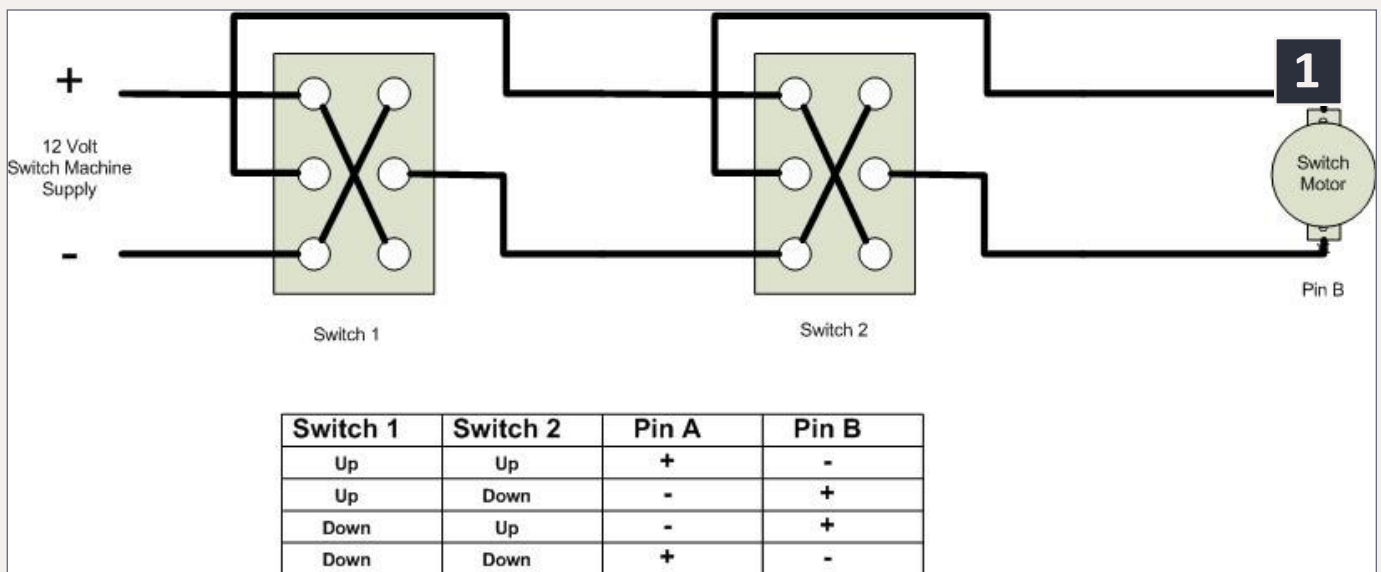 +
1
12 Volt
Switch Machine
Supply
Switch
Motor
-
Pin B
Switch 1
Switch 2
Switch 1 Switch 2 Pin A Pin B
Up Up + -
Up Down - +
Down Up - +
Down Down + -